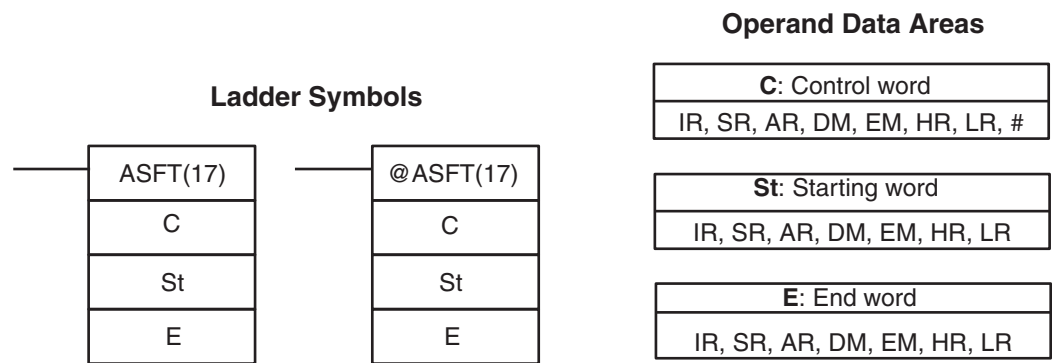 Ladder Symbols
ASFT(17)
C
St
E
@ASFT(17)
C
St
E
Operand Data Areas
C: Control word
IR, SR, AR, DM, EM, HR, LR, #
St: Starting word
IR, SR, AR, DM, EM, HR, LR
E: End word
IR, SR, AR, DM, EM, HR, LR